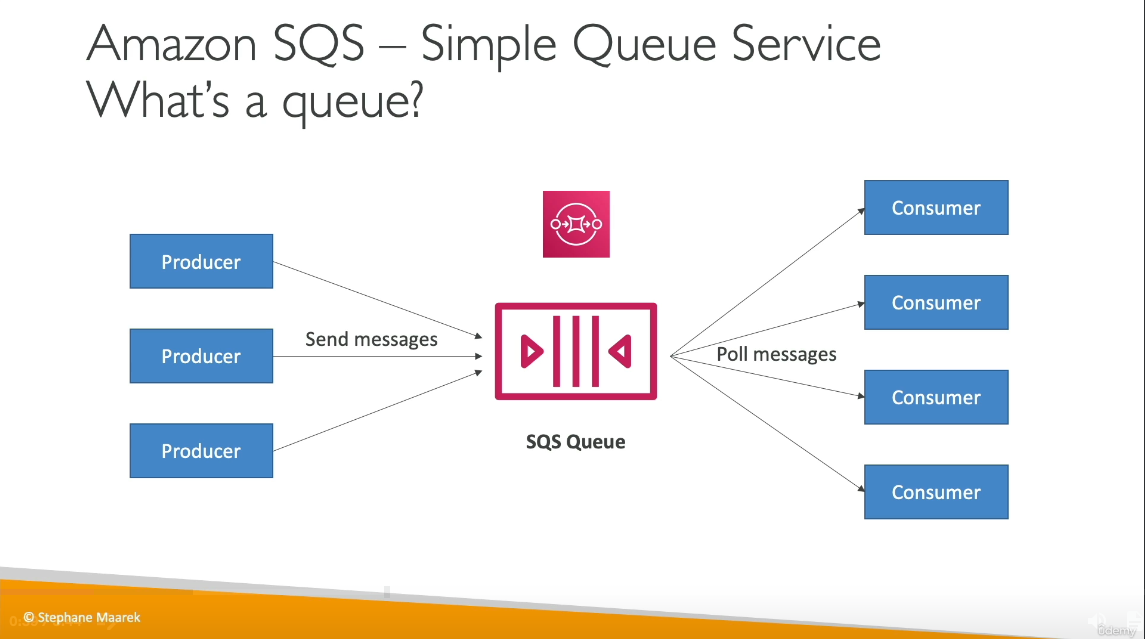 Amazon SQS – Simple Queue Service
What's a queue?
Producer
Producer
Producer
Send messages
SQS Queue
Poll messages
Consumer
Consumer
Consumer
Consumer
© Stephane Maarek
ûdemy